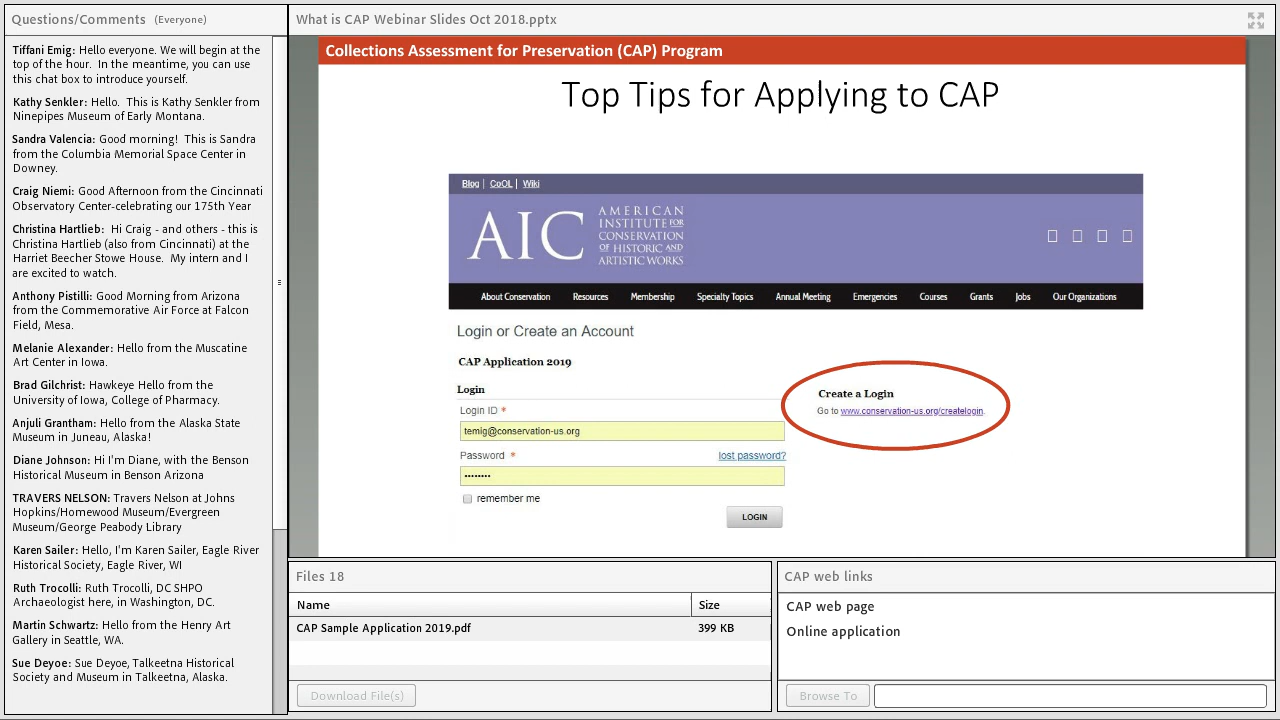 Questions/Comments (Everyone)
Tiffani Emig: Hello everyone. We will begin at the
top of the hour. In the meantime, you can use
this chat box to introduce yourself.
Kathy Senkler: Hello. This is Kathy Senkler from
Ninepipes Museum of Early Montana.
Sandra Valencia: Good morning! This is Sandra
from the Columbia Memorial Space Center in
Downey.
Craig Niemi: Good Afternoon from the Cincinnati
Observatory Center-celebrating our 175th Year
Christina Hartlieb: Hi Craig - and others - this is
Christina Hartlieb (also from Cincinnati) at the
Harriet Beecher Stowe House. My intern and I
are excited to watch.
Anthony Pistilli: Good Morning from Arizona
from the Commemorative Air Force at Falcon
Field, Mesa.
Melanie Alexander: Hello from the Muscatine
Art Center in Iowa.
Brad Gilchrist: Hawkeye Hello from the
University of Iowa, College of Pharmacy.
Anjuli Grantham: Hello from the Alaska State
Museum in Juneau, Alaska!
Diane Johnson: Hi I'm Diane, with the Benson
Historical Museum in Benson Arizona
TRAVERS NELSON: Travers Nelson at Johns
Hopkins/Homewood Museum/Evergreen
Museum/George Peabody Library
Karen Sailer: Hello, I'm Karen Sailer, Eagle River
Historical Society, Eagle River, WI
Ruth Trocolli: Ruth Trocolli, DC SHPO
Archaeologist here, in Washington, DC.
Martin Schwartz: Hello from the Henry Art
Gallery in Seattle, WA.
Sue Deyoe: Sue Deyoe, Talkeetna Historical
Society and Museum in Talkeetna, Alaska.
What is CAP Webinar Slides Oct 2018.pptx
Collections Assessment for Preservation (CAP) Program
Top Tips for Applying to CAP
Blog | CoOL | Wiki
AIC
AMERICAN
INSTITUTE FOR
CONSERVATION
OF HISTORIC AND
ARTISTIC WORKS
About Conservation Resources Membership Specialty Topics Annual Meeting Emergencies Courses Grants Jobs Our Organizations
Login or Create an Account
CAP Application 2019
Login
Login ID *
temig@conservation-us.org
Password * lost password?
••••••••
remember me
LOGIN
Create a Login
Go to www.conservation-us.org/createlogin.
Files 18
Name Size
CAP Sample Application 2019.pdf 399 KB
Download File(s)
CAP web links
CAP web page
Online application
Browse To